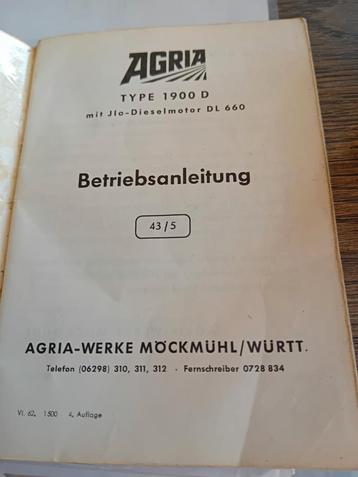 AGRIA
TYPE 1900 D
mit Jlo-Dieselmotor DL 660
Betriebsanleitung
43/5
AGRIA-WERKE MÖCKMÜHL/WÜRTT.
Telefon (06298) 310, 311, 312 · Fernschreiber 0728 834
VI. 62. 1500 4. Auflage